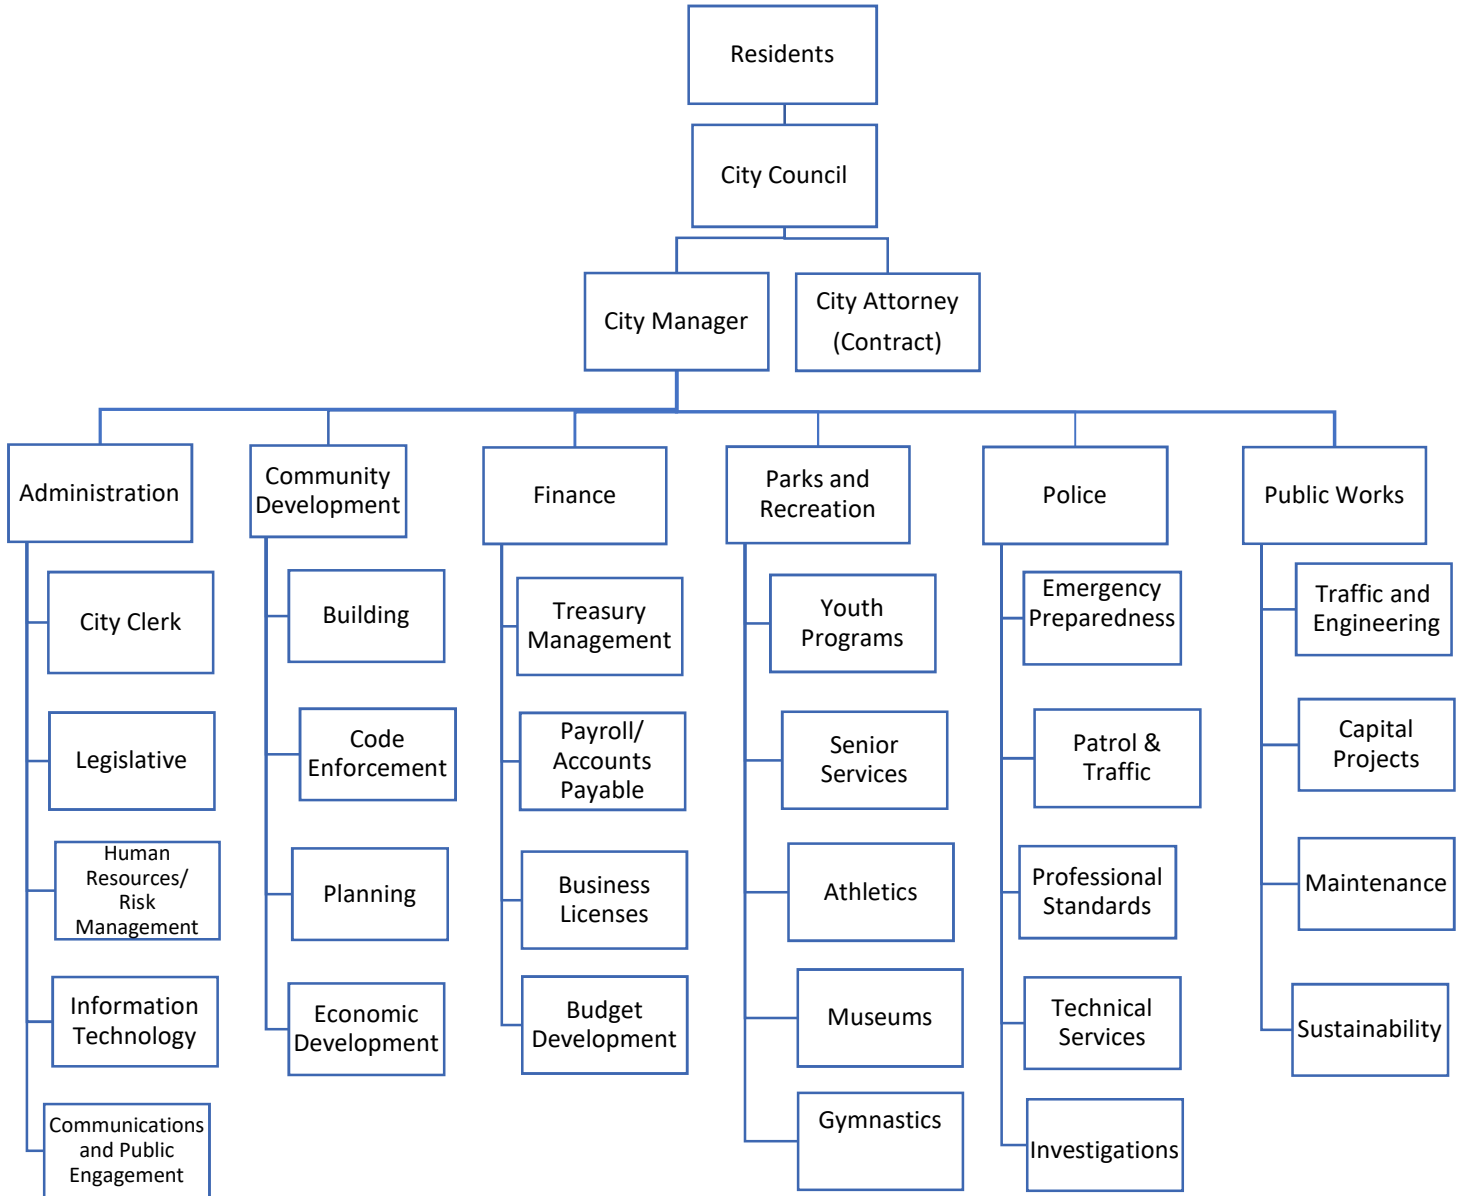 Residents
City Council
City Manager
City Attorney
(Contract)
Administration
City Clerk
Legislative
Human
Resources/
Risk
Management
Information
Technology
Communications
and Public
Engagement
Community
Development
Building
Code
Enforcement
Planning
Economic
Development
Finance
Treasury
Management
Payroll/
Accounts
Payable
Business
Licenses
Budget
Development
Parks and
Recreation
Youth
Programs
Senior
Services
Athletics
Museums
Gymnastics
Police
Emergency
Preparedness
Patrol &
Traffic
Professional
Standards
Technical
Services
Investigations
Public Works
Traffic and
Engineering
Capital
Projects
Maintenance
Sustainability